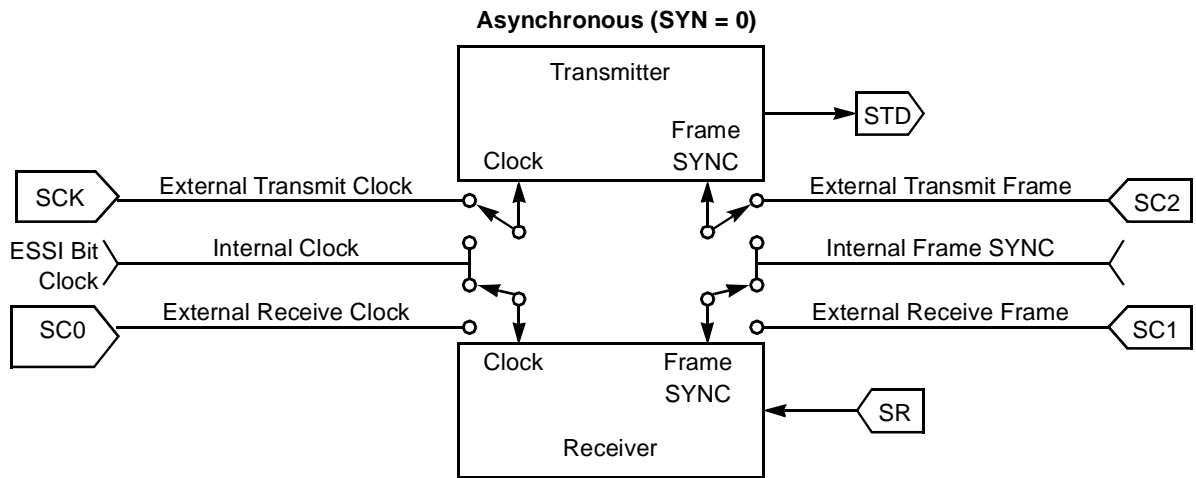 Asynchronous (SYN = 0)
Transmitter
STD
Frame
SYNC
Clock
SCK
External Transmit Clock
External Transmit Frame
SC2
ESSI Bit
Clock
Internal Clock
Internal Frame SYNC
SC0
External Receive Clock
External Receive Frame
SC1
Clock
Frame
SYNC
SR
Receiver